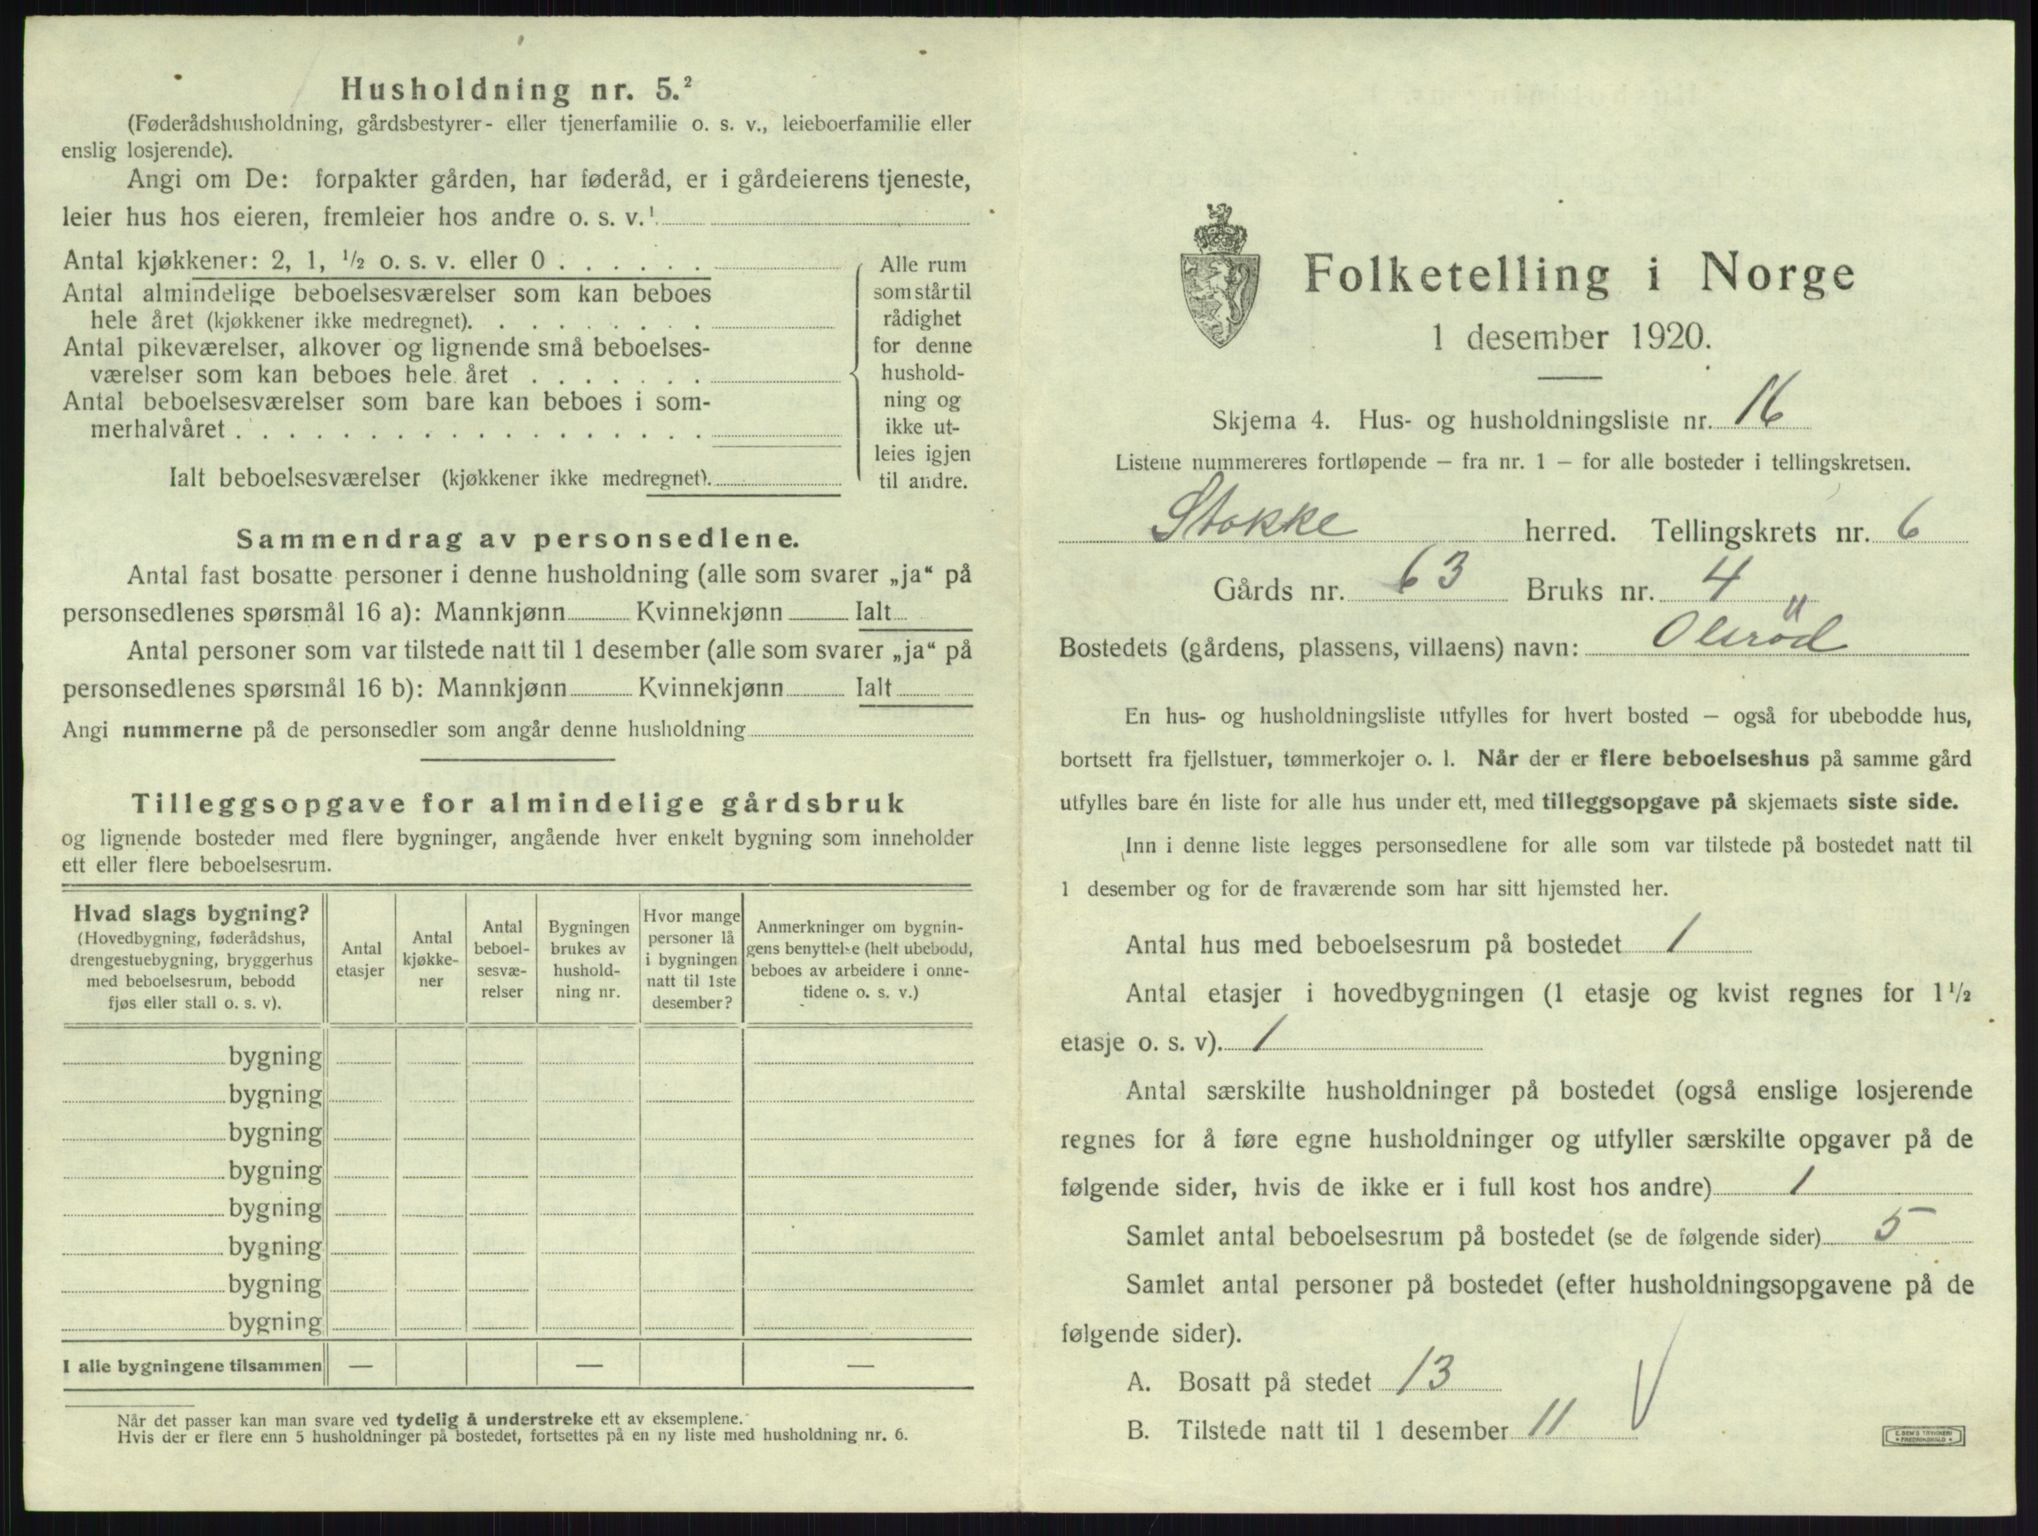 Husholdning nr. 5.²
(Føderådshusholdning, gårdsbestyrer- eller tjenerfamilie o. s. v., leieboerfamilie eller
enslig losjerende).
Angi om De: forpakter gården, har føderåd, er i gårdeierens tjeneste,
leier hus hos eieren, fremleier hos andre o. s. v.¹
Antal kjøkkener: 2, 1, ½ o. s. v. eller 0 . . . . . .
Antal almindelige beboelsesværelser som kan beboes
hele året (kjøkkener ikke medregnet). . . . . . . . .
Antal pikeværelser, alkover og lignende små beboelses-
værelser som kan beboes hele året . . . . . . .
Antal beboelsesværelser som bare kan beboes i som-
merhalvåret . . . . . . . . . . . . . . . . . .
Ialt beboelsesværelser (kjøkkener ikke medregnet).
Alle rum
som står til
rådighet
for denne
hushold-
ning og
ikke ut-
leies igjen
til andre.
Sammendrag av personsedlene.
Antal fast bosatte personer i denne husholdning (alle som svarer „ja“ på
personsedlenes spørsmål 16 a): Mannkjønn Kvinnekjønn Ialt
Antal personer som var tilstede natt til 1 desember (alle som svarer „ja“ på
personsedlenes spørsmål 16 b): Mannkjønn Kvinnekjønn Ialt
Angi nummerne på de personsedler som angår denne husholdning
Tilleggsopgave for almindelige gårdsbruk
og lignende bosteder med flere bygninger, angående hver enkelt bygning som inneholder
ett eller flere beboelsesrum.
Hvad slags bygning?
(Hovedbygning, føderådshus,
drengestuebygning, bryggerhus
med beboelsesrum, bebodd
fjøs eller stall o. s. v).
Antal
etasjer
Antal
kjøkke-
ner
Antal
beboel-
sesvæ-
relser
Bygningen
brukes av
hushold-
ning nr.
Hvor mange
personer lå
i bygningen
natt til 1ste
desember?
Anmerkninger om bygnin-
gens benyttelse (helt ubebodd,
beboes av arbeidere i onne-
tidene o. s. v.)
bygning
bygning
bygning
bygning
bygning
bygning
bygning
bygning
I alle bygningene tilsammen — — —
Når det passer kan man svare ved tydelig å understreke ett av eksemplene.
Hvis der er flere enn 5 husholdninger på bostedet, fortsettes på en ny liste med husholdning nr. 6.
Folketelling i Norge
1 desember 1920.
Skjema 4. Hus- og husholdningsliste nr. 16
Listene nummereres fortløpende — fra nr. 1 — for alle bosteder i tellingskretsen.
Stokke herred. Tellingskrets nr. 6
Gårds nr. 63 Bruks nr. 4
Bostedets (gårdens, plassens, villaens) navn: Olsrød
En hus- og husholdningsliste utfylles for hvert bosted — også for ubebodde hus,
bortsett fra fjellstuer, tømmerkojer o. l. Når der er flere beboelseshus på samme gård
utfylles bare én liste for alle hus under ett, med tilleggsopgave på skjemaets siste side.
Inn i denne liste legges personsedlene for alle som var tilstede på bostedet natt til
1 desember og for de fraværende som har sitt hjemsted her.
Antal hus med beboelsesrum på bostedet 1
Antal etasjer i hovedbygningen (1 etasje og kvist regnes for 1½
etasje o. s. v). 1
Antal særskilte husholdninger på bostedet (også enslige losjerende
regnes for å føre egne husholdninger og utfyller særskilte opgaver på de
følgende sider, hvis de ikke er i full kost hos andre) 1
Samlet antal beboelsesrum på bostedet (se de følgende sider) 5
Samlet antal personer på bostedet (efter husholdningsopgavene på de
følgende sider).
A. Bosatt på stedet 13
B. Tilstede natt til 1 desember 11